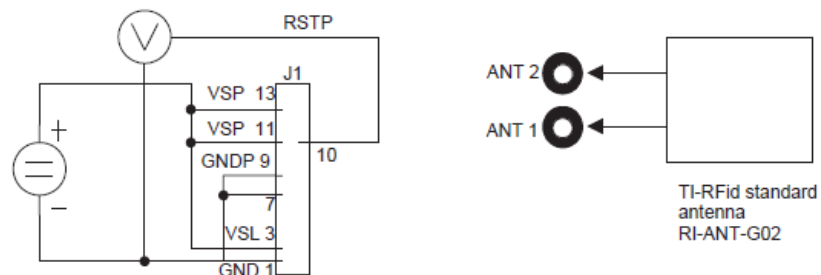 V
RSTP
J1
VSP 13
VSP 11
10
GNDP 9
7
VSL 3
GND 1
+
−
ANT 2
ANT 1
TI-RFid standard
antenna
RI-ANT-G02